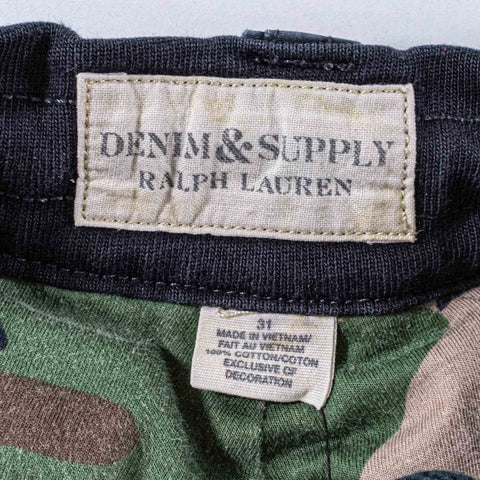 DENIM & SUPPLY
RALPH LAUREN
31
MADE IN VIETNAM/
FAIT AU VIETNAM
100% COTTON/COTON
EXCLUSIVE OF
DECORATION